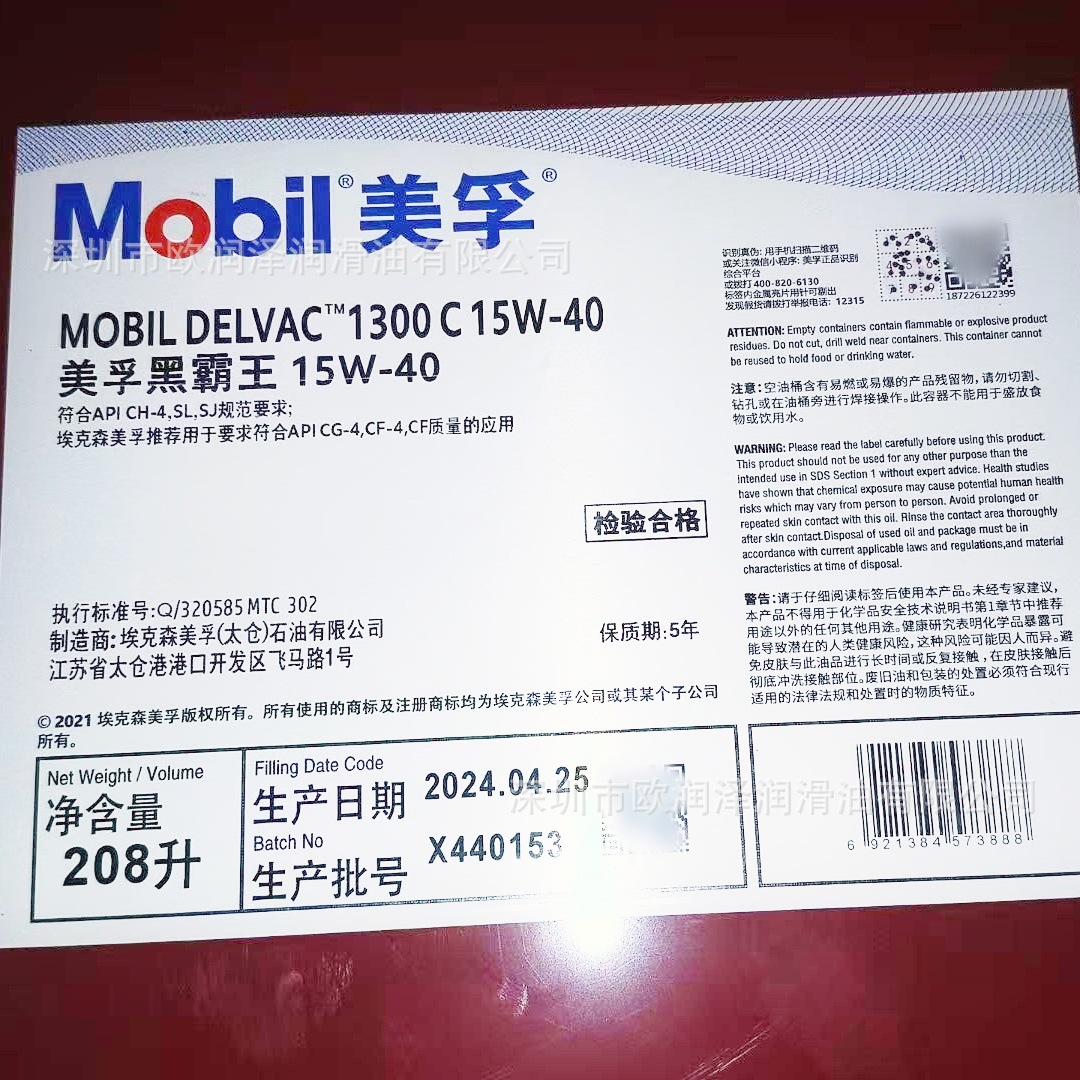 Mobil® 美孚®
深圳市欧润泽润滑油有限公司
MOBIL DELVAC™ 1300 C 15W-40
美孚黑霸王 15W-40
符合API CH-4,SL,SJ规范要求;
埃克森美孚推荐用于要求符合API CG-4,CF-4,CF质量的应用
检验合格
执行标准号:Q/320585 MTC 302
制造商:埃克森美孚(太仓)石油有限公司
江苏省太仓港港口开发区飞马路1号
保质期:5年
© 2021 埃克森美孚版权所有。所有使用的商标及注册商标均为埃克森美孚公司或其某个子公司
所有。
识别真伪: 用手机扫描二维码
或关注微信小程序: 美孚正品识别
综合平台
或拨打400-820-6130
标签内金属亮片用针可剔出
发现假货请拨打举报电话: 12315
187226122399
ATTENTION: Empty containers contain flammable or explosive product
residues. Do not cut, drill weld near containers. This container cannot
be reused to hold food or drinking water.
注意:空油桶含有易燃或易爆的产品残留物,请勿切割、
钻孔或在油桶旁进行焊接操作。此容器不能用于盛放食
物或饮用水。
WARNING: Please read the label carefully before using this product.
This product should not be used for any other purpose than the
intended use in SDS Section 1 without expert advice. Health studies
have shown that chemical exposure may cause potential human health
risks which may vary from person to person. Avoid prolonged or
repeated skin contact with this oil. Rinse the contact area thoroughly
after skin contact.Disposal of used oil and package must be in
accordance with current applicable laws and regulations,and material
characteristics at time of disposal.
警告:请于仔细阅读标签后使用本产品。未经专家建议,
本产品不得用于化学品安全技术说明书第1章节中推荐
用途以外的任何其他用途。健康研究表明化学品暴露可
能导致潜在的人类健康风险,这种风险可能因人而异。避
免皮肤与此油品进行长时间或反复接触,在皮肤接触后
彻底冲洗接触部位。废旧油和包装的处置必须符合现行
适用的法律法规和处置时的物质特征。
Net Weight / Volume
净含量
208升
Filling Date Code
生产日期 2024.04.25
Batch No
生产批号 X440153
深圳市欧润泽润滑油有限公司
6 921384 573888